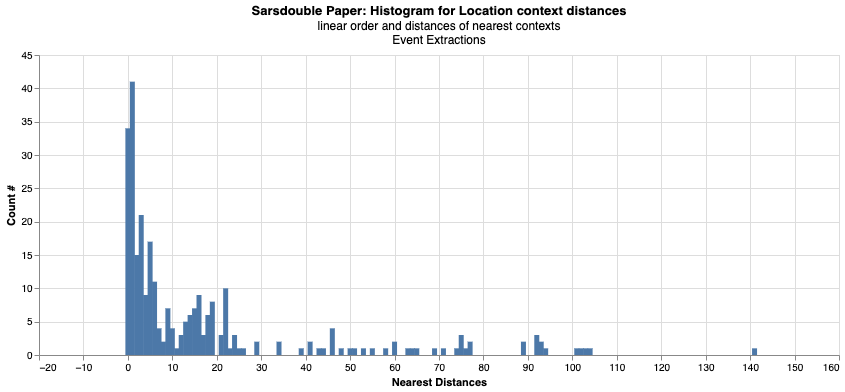 Sarsdouble Paper: Histogram for Location context distances
linear order and distances of nearest contexts
Event Extractions
45
40
35
30
25
20
15
10
5
0
Count #
−20 −10 0 10 20 30 40 50 60 70 80 90 100 110 120 130 140 150 160
Nearest Distances